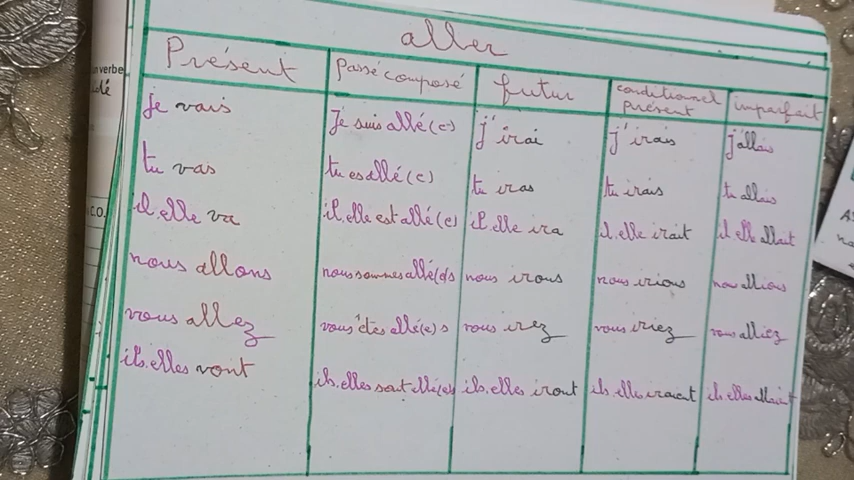 aller
Présent
Passé composé
futur
conditionnel
présent
imparfait
je vais
Je suis allé(e)
j'irai
j'irais
j'allais
tu vas
tu es allé(e)
tu iras
tu irais
tu allais
il.elle va
il.elle est allé(e)
il.elle ira
il.elle irait
il elle allait
nous allons
nous sommes allé(e)s
nous irons
nous irions
nous allions
vous allez
vous êtes allé(e)s
vous irez
vous iriez
vous alliez
ils.elles vont
ils.elles sont allé(e)s
ils.elles iront
ils.elles iraient
ils elles allaient
verbe